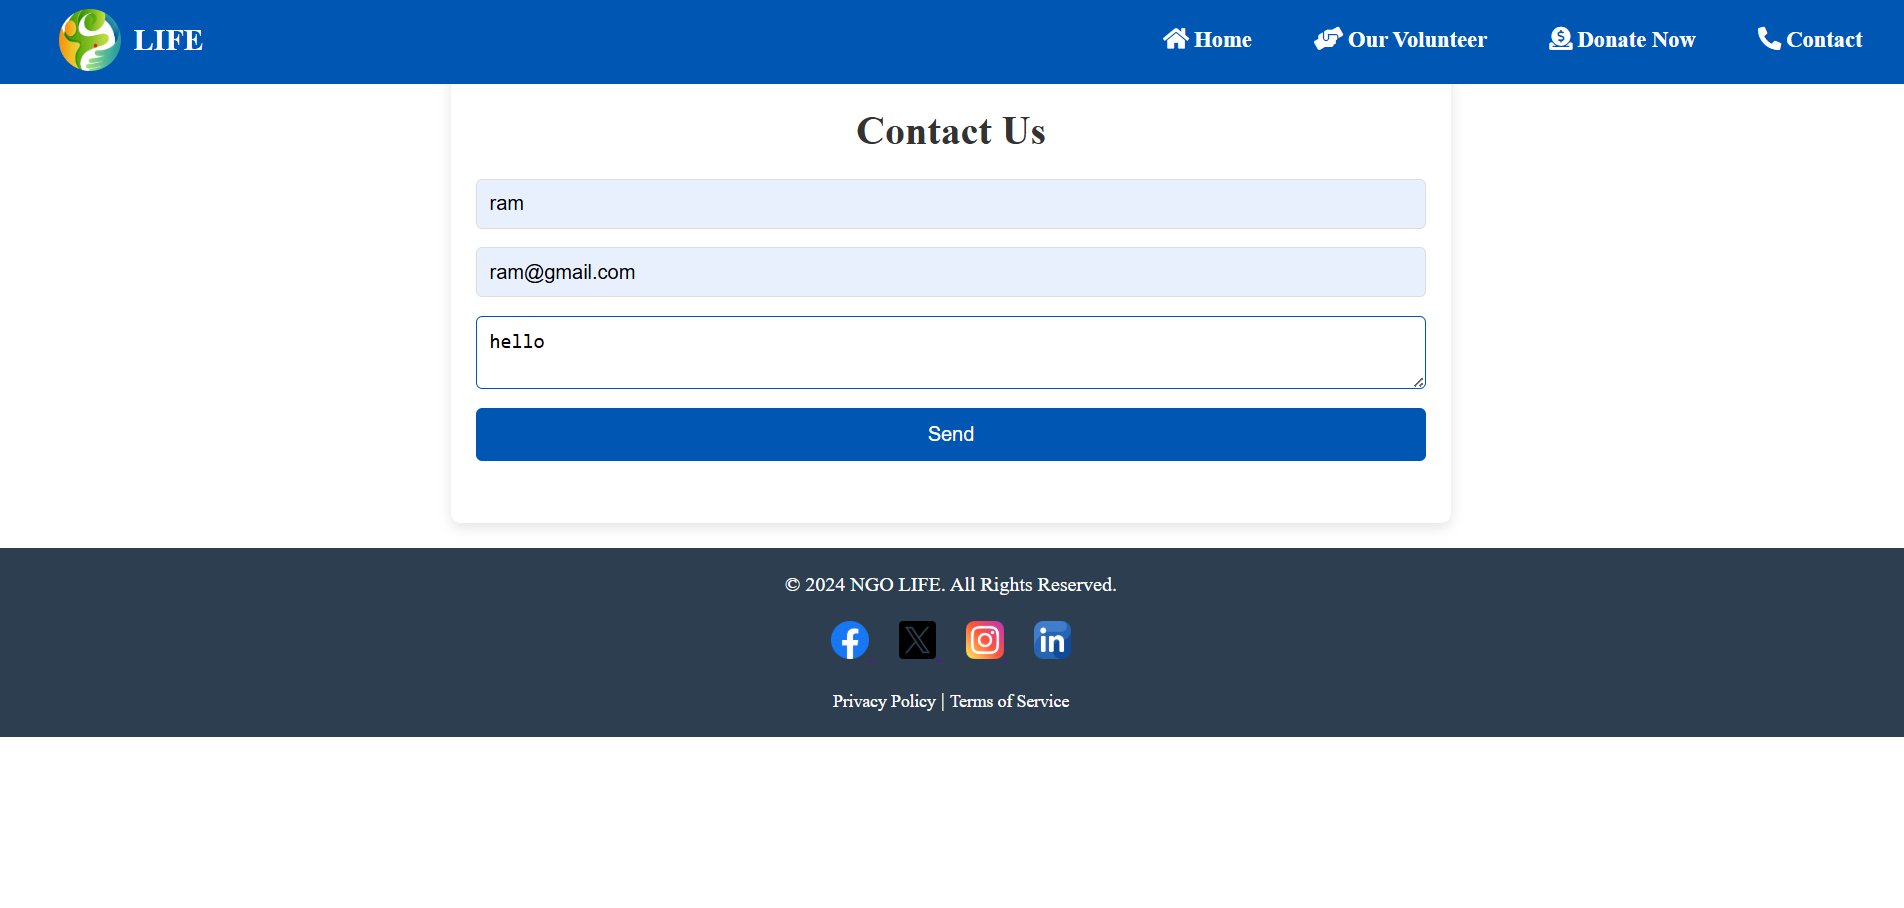 LIFE
Home
Our Volunteer
Donate Now
Contact
Contact Us
ram
ram@gmail.com
hello
Send
© 2024 NGO LIFE. All Rights Reserved.
Privacy Policy | Terms of Service